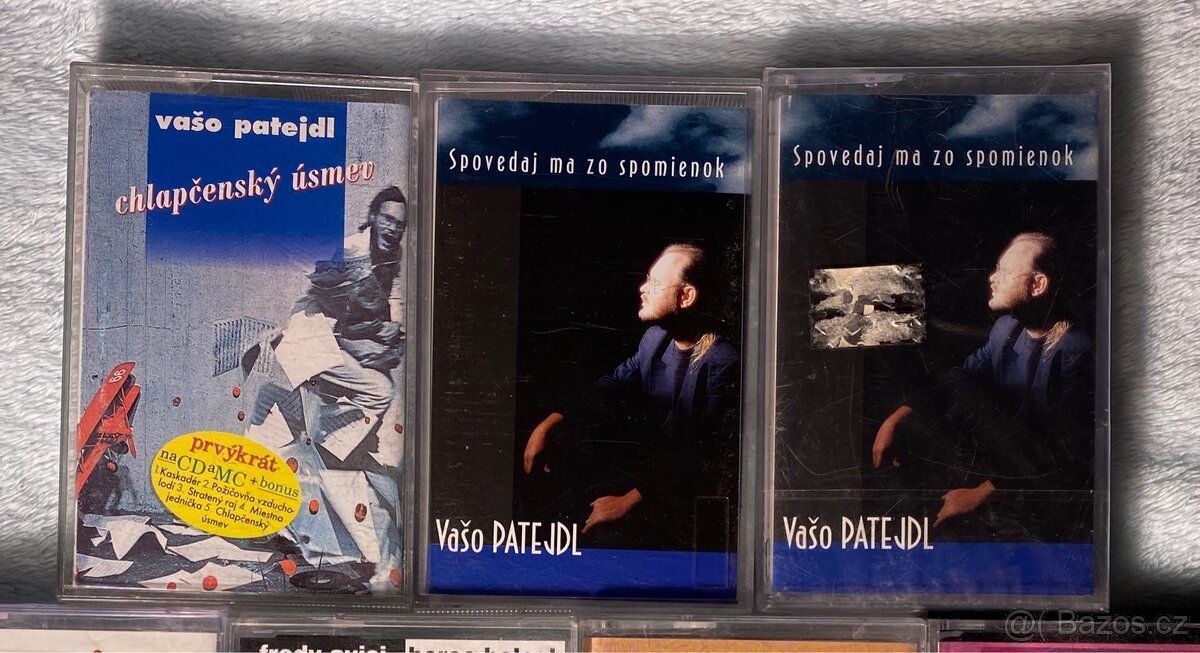 vašo patejdl
chlapčenský úsmev
98
prvýkrát
na CD a MC + bonus
1.Kaskadér 2. Požičovňa vzducho-
lodí 3. Stratený raj 4. Miestna
jednička 5. Chlapčenský
úsmev
Spovedaj ma zo spomienok
Vašo PATEJDL
Spovedaj ma zo spomienok
Vašo PATEJDL
@( Bazos.cz